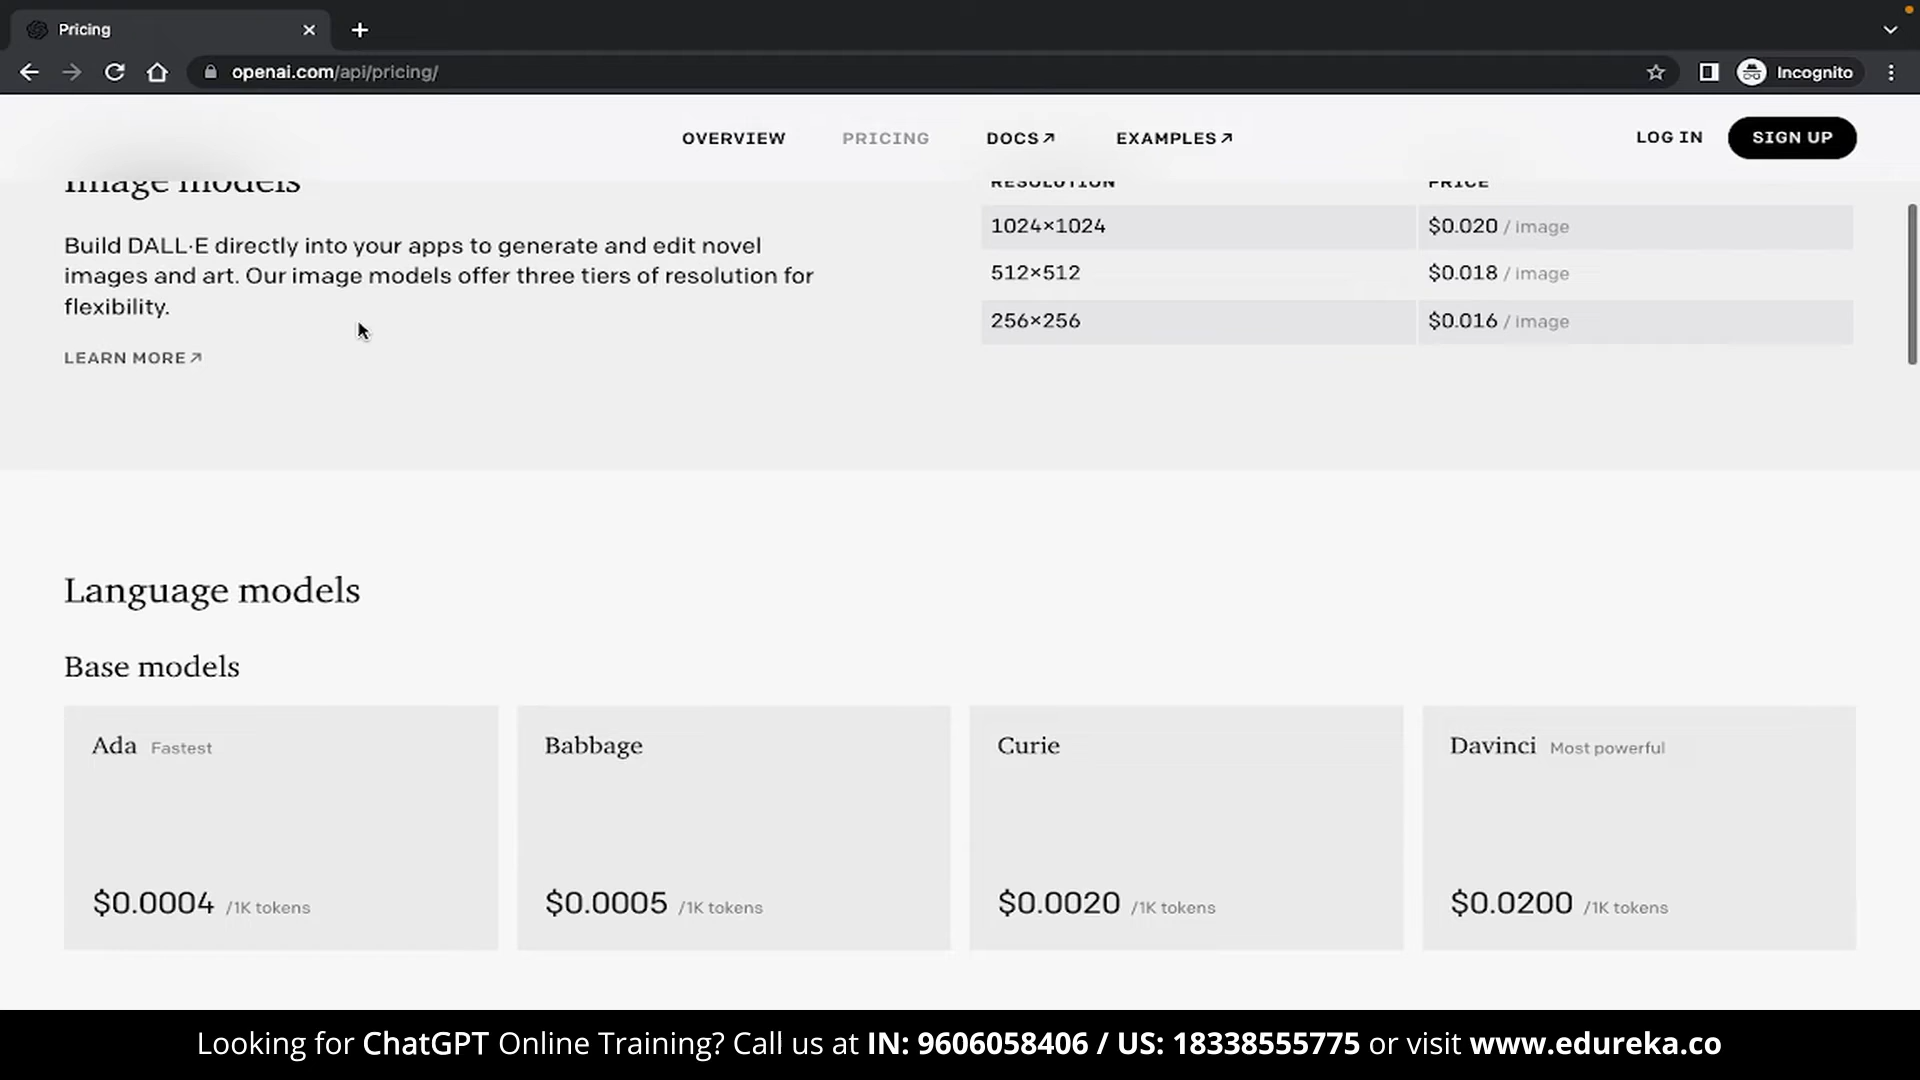 Pricing
openai.com/api/pricing/
Incognito
OVERVIEW PRICING DOCS↗ EXAMPLES↗ LOG IN SIGN UP
Image models
Build DALL·E directly into your apps to generate and edit novel
images and art. Our image models offer three tiers of resolution for
flexibility.
LEARN MORE↗
RESOLUTION PRICE
1024×1024 $0.020 / image
512×512 $0.018 / image
256×256 $0.016 / image
Language models
Base models
Ada Fastest
$0.0004 /1K tokens
Babbage
$0.0005 /1K tokens
Curie
$0.0020 /1K tokens
Davinci Most powerful
$0.0200 /1K tokens
Looking for ChatGPT Online Training? Call us at IN: 9606058406 / US: 18338555775 or visit www.edureka.co